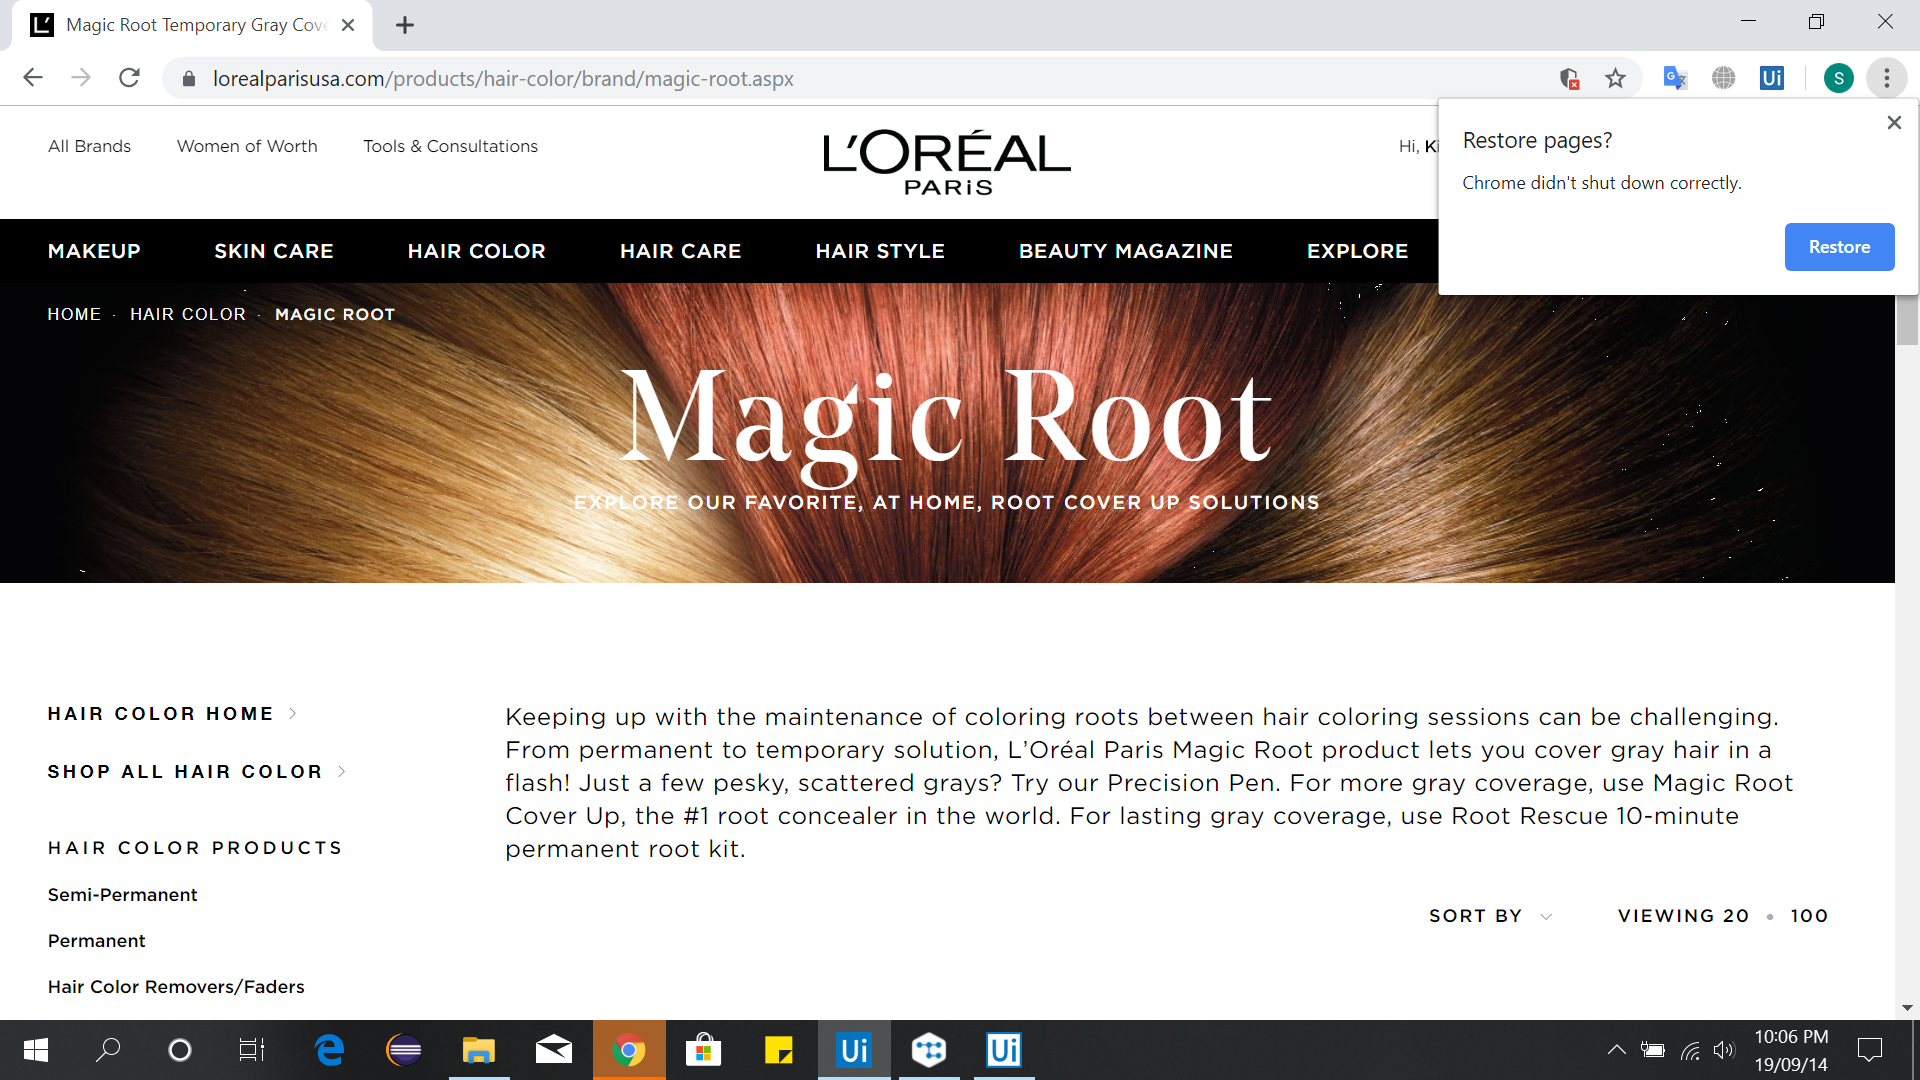 Magic Root Temporary Gray Cove
lorealparisusa.com/products/hair-color/brand/magic-root.aspx
S
All Brands
Women of Worth
Tools & Consultations
L'ORÉAL
PARiS
Hi, Ki
Restore pages?
Chrome didn't shut down correctly.
Restore
MAKEUP
SKIN CARE
HAIR COLOR
HAIR CARE
HAIR STYLE
BEAUTY MAGAZINE
EXPLORE
HOME · HAIR COLOR · MAGIC ROOT
Magic Root
EXPLORE OUR FAVORITE, AT HOME, ROOT COVER UP SOLUTIONS
HAIR COLOR HOME
SHOP ALL HAIR COLOR
HAIR COLOR PRODUCTS
Semi-Permanent
Permanent
Hair Color Removers/Faders
Keeping up with the maintenance of coloring roots between hair coloring sessions can be challenging.
From permanent to temporary solution, L’Oréal Paris Magic Root product lets you cover gray hair in a
flash! Just a few pesky, scattered grays? Try our Precision Pen. For more gray coverage, use Magic Root
Cover Up, the #1 root concealer in the world. For lasting gray coverage, use Root Rescue 10-minute
permanent root kit.
SORT BY
VIEWING 20 • 100
Ui
Ui
Ui
10:06 PM
19/09/14